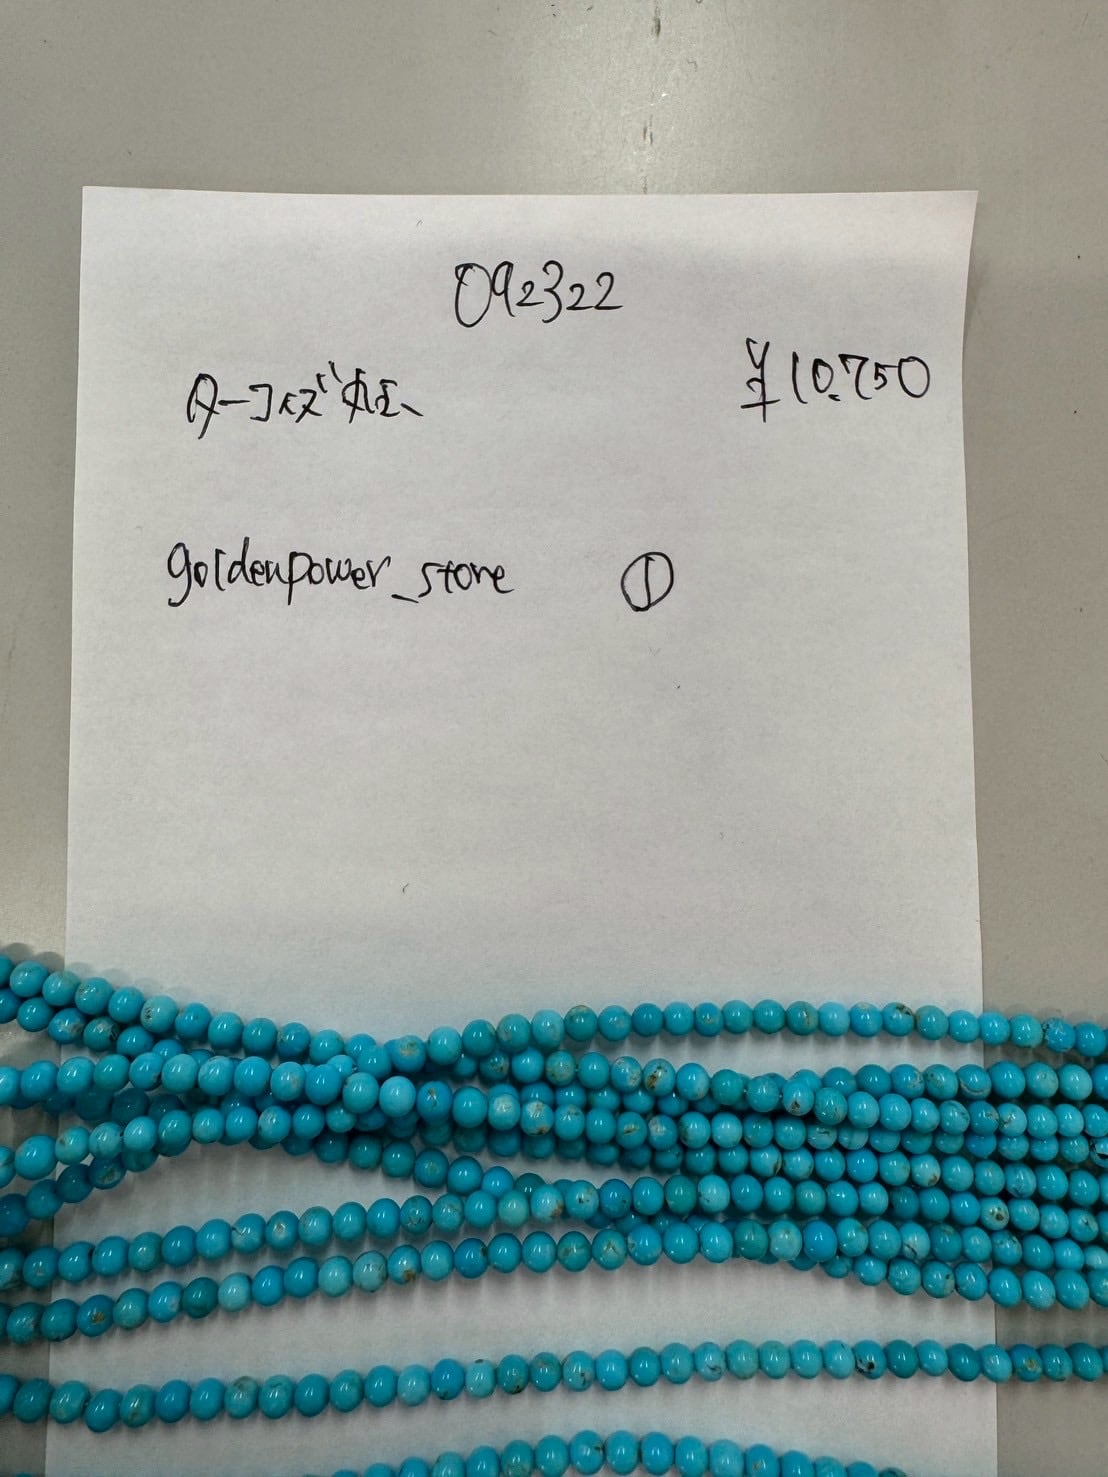 092322
ターコイズ 丸玉
¥10.750
goldenpower_store ①